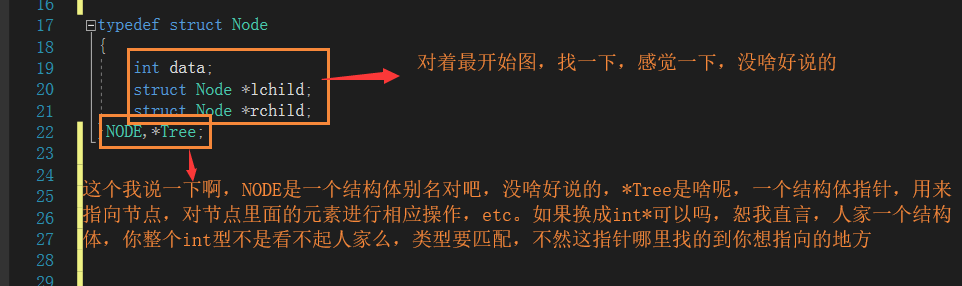 16
17 typedef struct Node
18 {
19 int data; 对着最开始图，找一下，感觉一下，没啥好说的
20 struct Node *lchild;
21 struct Node *rchild;
22 NODE,*Tree;
23
24
25 这个我说一下啊，NODE是一个结构体别名对吧，没啥好说的，*Tree是啥呢，一个结构体指针，用来
26 指向节点，对节点里面的元素进行相应操作，etc。如果换成int*可以吗，恕我直言，人家一个结构
27 体，你整个int型不是看不起人家么，类型要匹配，不然这指针哪里找的到你想指向的地方
28
29